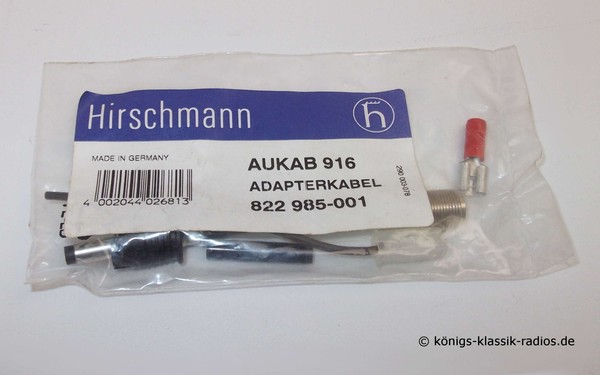 Hirschmann
h
MADE IN GERMANY
AUKAB 916
ADAPTERKABEL
822 985-001
4 002044 026813
© königs-klassik-radios.de